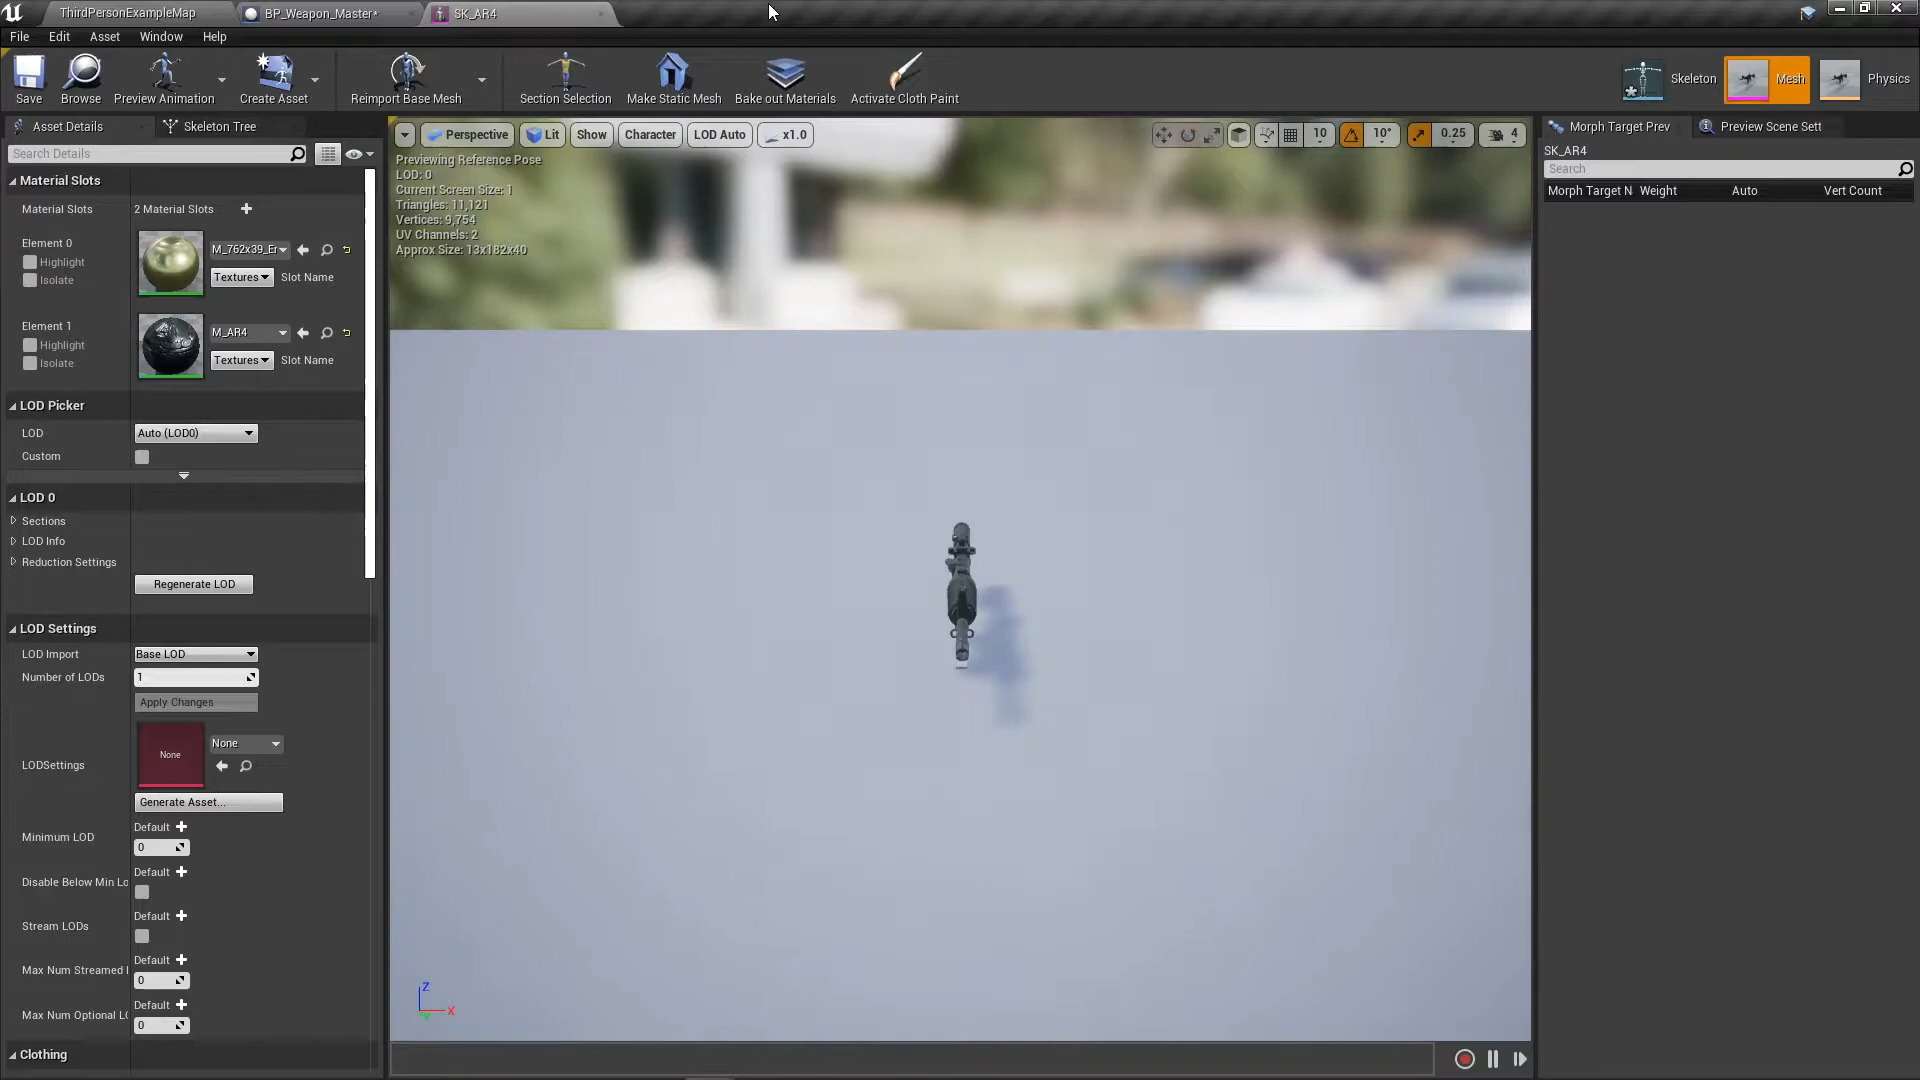 ThirdPersonExampleMap
BP_Weapon_Master*
SK_AR4
File
Edit
Asset
Window
Help
Save
Browse
Preview Animation
Create Asset
Reimport Base Mesh
Section Selection
Make Static Mesh
Bake out Materials
Activate Cloth Paint
Skeleton
Mesh
Physics
Asset Details
Skeleton Tree
Search Details
Material Slots
Material Slots
2 Material Slots
Element 0
Highlight
Isolate
M_762x39_Er
Textures
Slot Name
Element 1
Highlight
Isolate
M_AR4
Textures
Slot Name
LOD Picker
LOD
Auto (LOD0)
Custom
LOD 0
Sections
LOD Info
Reduction Settings
Regenerate LOD
LOD Settings
LOD Import
Base LOD
Number of LODs
1
Apply Changes
LODSettings
None
None
Generate Asset...
Minimum LOD
Default
0
Disable Below Min Lo
Default
Stream LODs
Default
Max Num Streamed
Default
0
Max Num Optional LO
Default
0
Clothing
Perspective
Lit
Show
Character
LOD Auto
x1.0
10
10°
0.25
4
Previewing Reference Pose
LOD: 0
Current Screen Size: 1
Triangles: 11,121
Vertices: 9,754
UV Channels: 2
Approx Size: 13x182x40
Z
X
Y
Morph Target Prev
Preview Scene Sett
SK_AR4
Search
Morph Target N
Weight
Auto
Vert Count